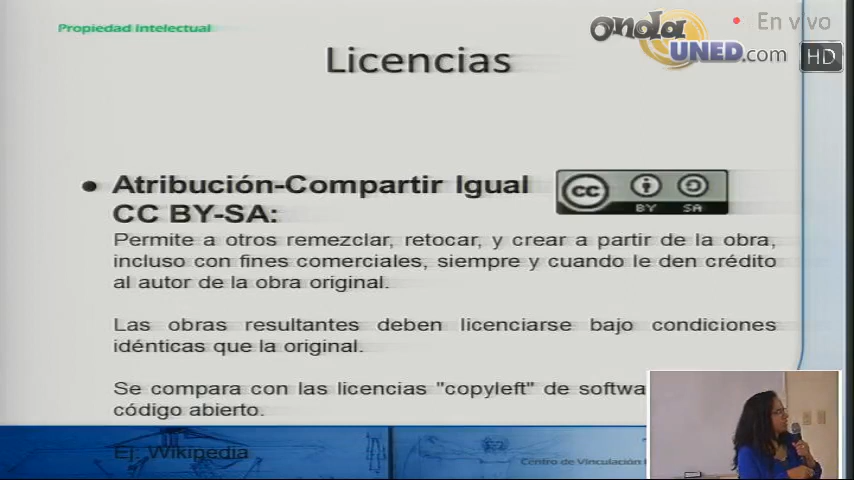 Propiedad Intelectual
onda
UNED.com
En vivo
HD
Licencias
Atribución-Compartir Igual
CC BY-SA:
cc
BY SA
Permite a otros remezclar, retocar, y crear a partir de la obra,
incluso con fines comerciales, siempre y cuando le den crédito
al autor de la obra original.
Las obras resultantes deben licenciarse bajo condiciones
idénticas que la original.
Se compara con las licencias "copyleft" de
código abierto.
Ej. Wikipedia
Centro de Vinculación